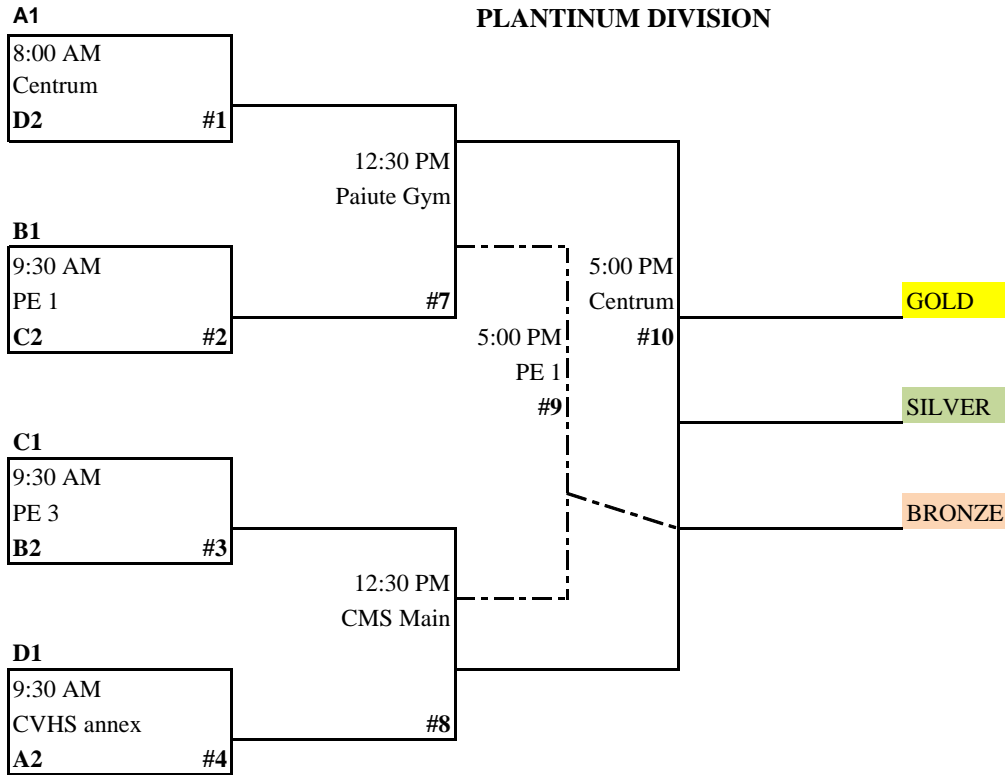 A1
PLANTINUM DIVISION
8:00 AM
Centrum
D2 #1
12:30 PM
Paiute Gym
B1
9:30 AM
PE 1
C2 #2
#7
5:00 PM
Centrum
#10
GOLD
5:00 PM
PE 1
#9
SILVER
C1
9:30 AM
PE 3
B2 #3
BRONZE
12:30 PM
CMS Main
D1
9:30 AM
CVHS annex
A2 #4
#8